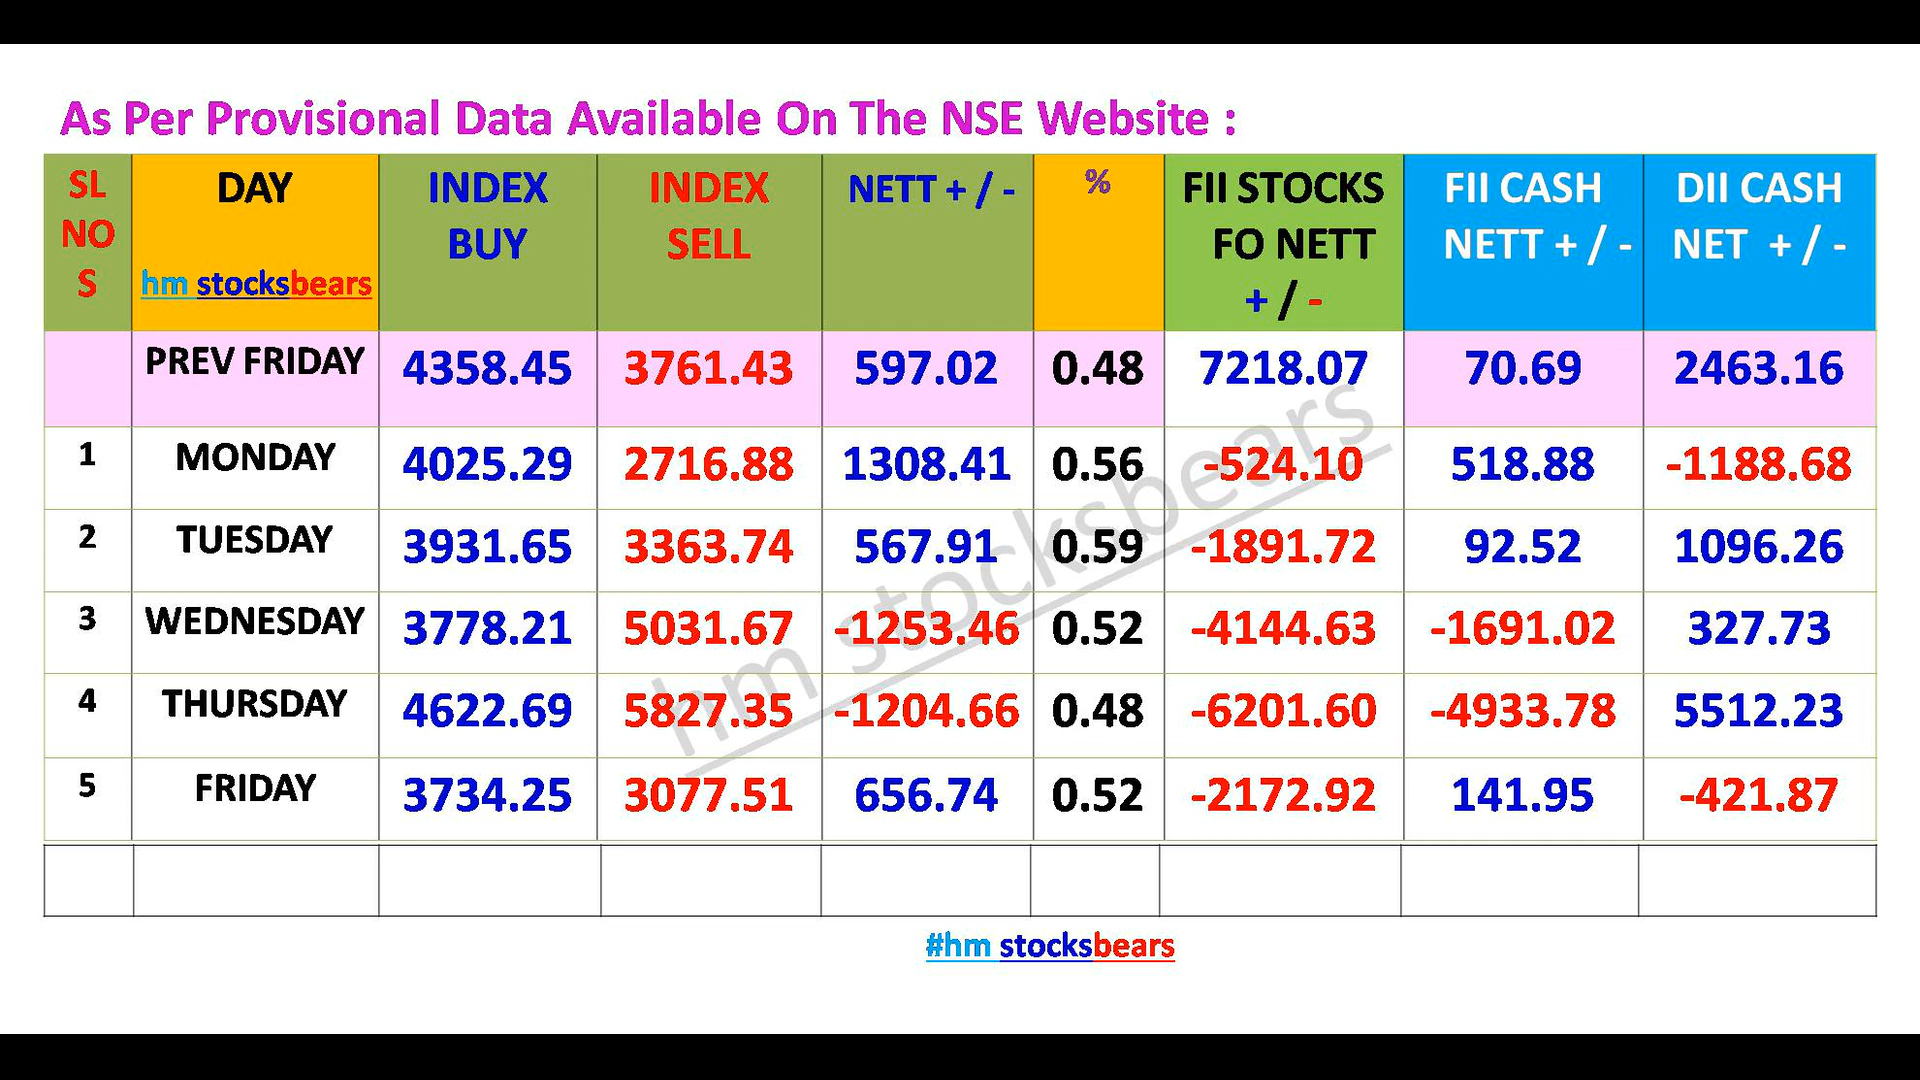 As Per Provisional Data Available On The NSE Website :
SL NO S DAY hm stocksbears INDEX BUY INDEX SELL NETT + / - % FII STOCKS FO NETT + / - FII CASH NETT + / - DII CASH NET + / -
PREV FRIDAY 4358.45 3761.43 597.02 0.48 7218.07 70.69 2463.16
1 MONDAY 4025.29 2716.88 1308.41 0.56 -524.10 518.88 -1188.68
2 TUESDAY 3931.65 3363.74 567.91 0.59 -1891.72 92.52 1096.26
3 WEDNESDAY 3778.21 5031.67 -1253.46 0.52 -4144.63 -1691.02 327.73
4 THURSDAY 4622.69 5827.35 -1204.66 0.48 -6201.60 -4933.78 5512.23
5 FRIDAY 3734.25 3077.51 656.74 0.52 -2172.92 141.95 -421.87
hm stocksbears
#hm stocksbears